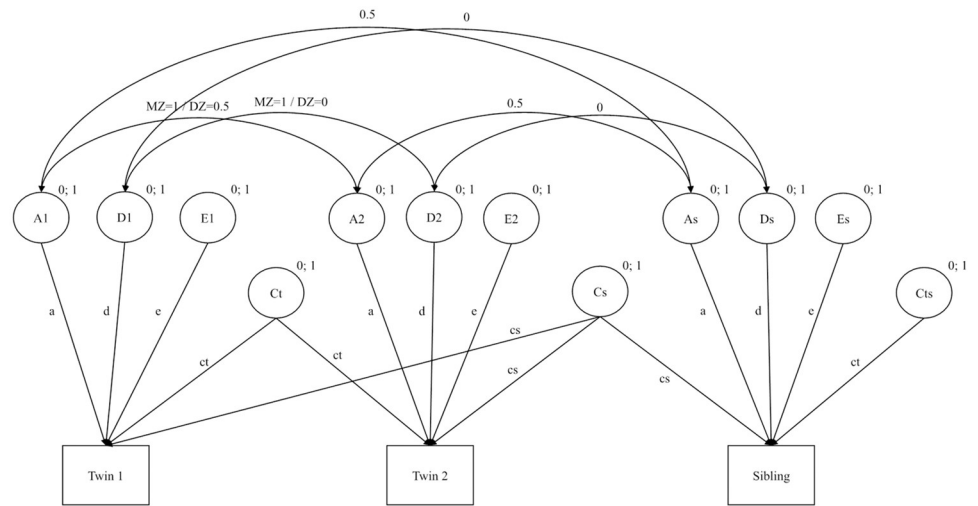 0.5
0
MZ=1 / DZ=0.5
MZ=1 / DZ=0
0.5
0
0; 1
0; 1
0; 1
0; 1
0; 1
0; 1
0; 1
0; 1
0; 1
A1
D1
E1
A2
D2
E2
As
Ds
Es
0; 1
0; 1
0; 1
Ct
Cs
Cts
a
d
e
a
d
e
a
d
e
cs
ct
ct
cs
cs
ct
Twin 1
Twin 2
Sibling